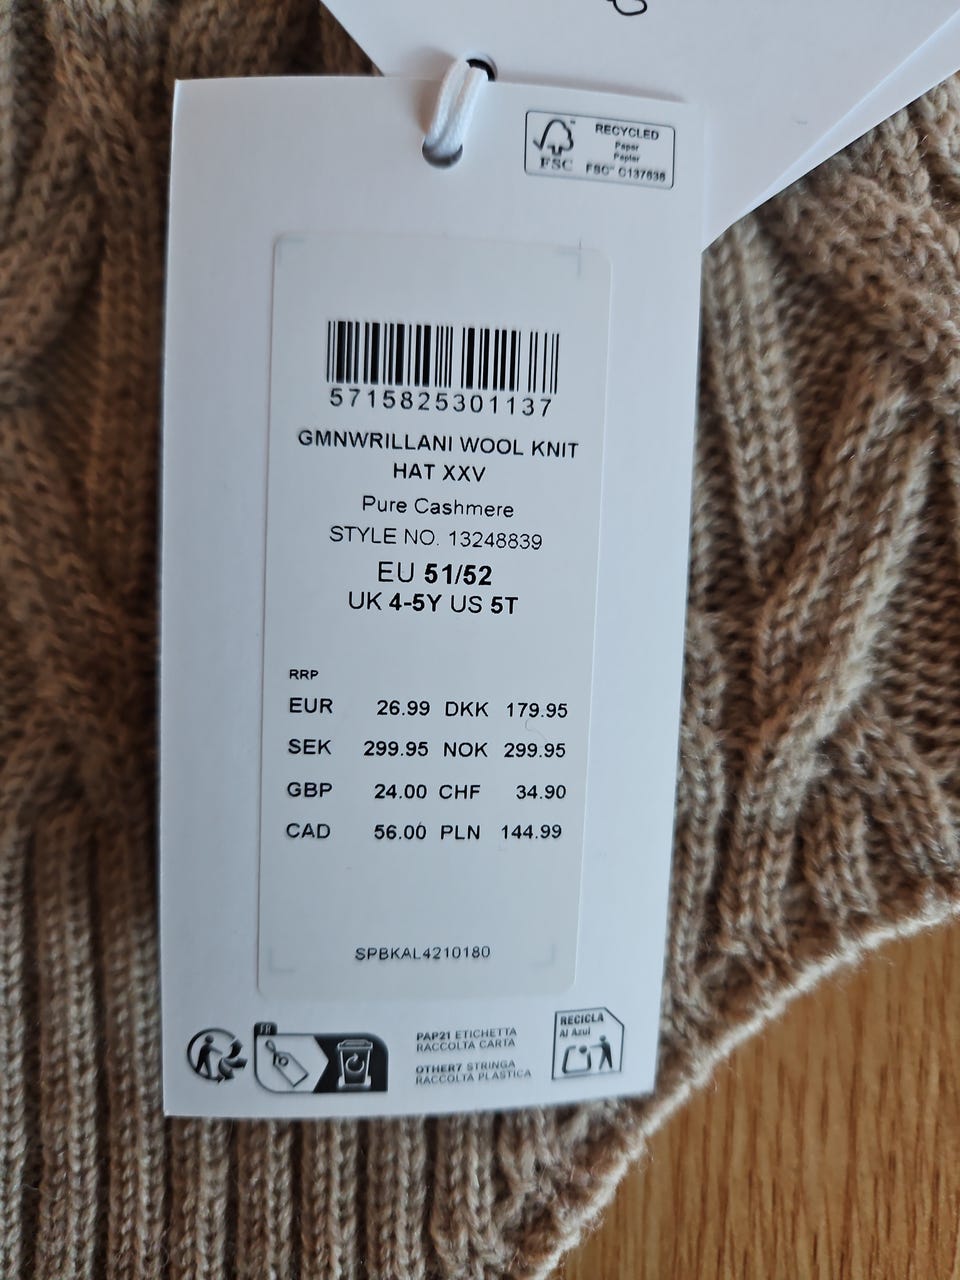 FSC
RECYCLED
Paper
Papier
FSC™ C137636
5715825301137
GMNWRILLANI WOOL KNIT
HAT XXV
Pure Cashmere
STYLE NO. 13248839
EU 51/52
UK 4-5Y US 5T
RRP
EUR 26.99 DKK 179.95
SEK 299.95 NOK 299.95
GBP 24.00 CHF 34.90
CAD 56.00 PLN 144.99
SPBKAL4210180
FR
PAP21 ETICHETTA
RACCOLTA CARTA
OTHER7 STRINGA
RACCOLTA PLASTICA
RECICLA
Al Azul